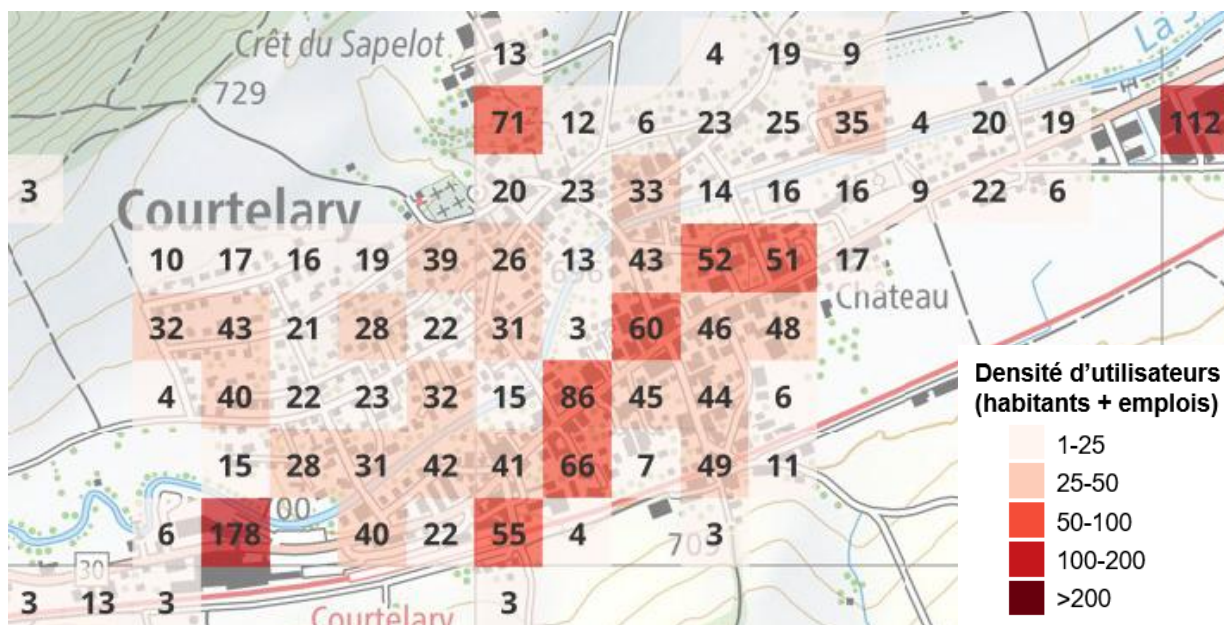 Crêt du Sapelot 13 4 19 9 La S
729 71 12 6 23 25 35 4 20 19 112
3 20 23 33 14 16 16 9 22 6
Courtelary
10 17 16 19 39 26 13 43 52 51 17
Château
32 43 21 28 22 31 3 60 46 48
4 40 22 23 32 15 86 45 44 6
15 28 31 42 41 66 7 49 11
700
6 178 40 22 55 4 3
30
3 13 3 3
Courtelary
Densité d'utilisateurs
(habitants + emplois)
1-25
25-50
50-100
100-200
>200